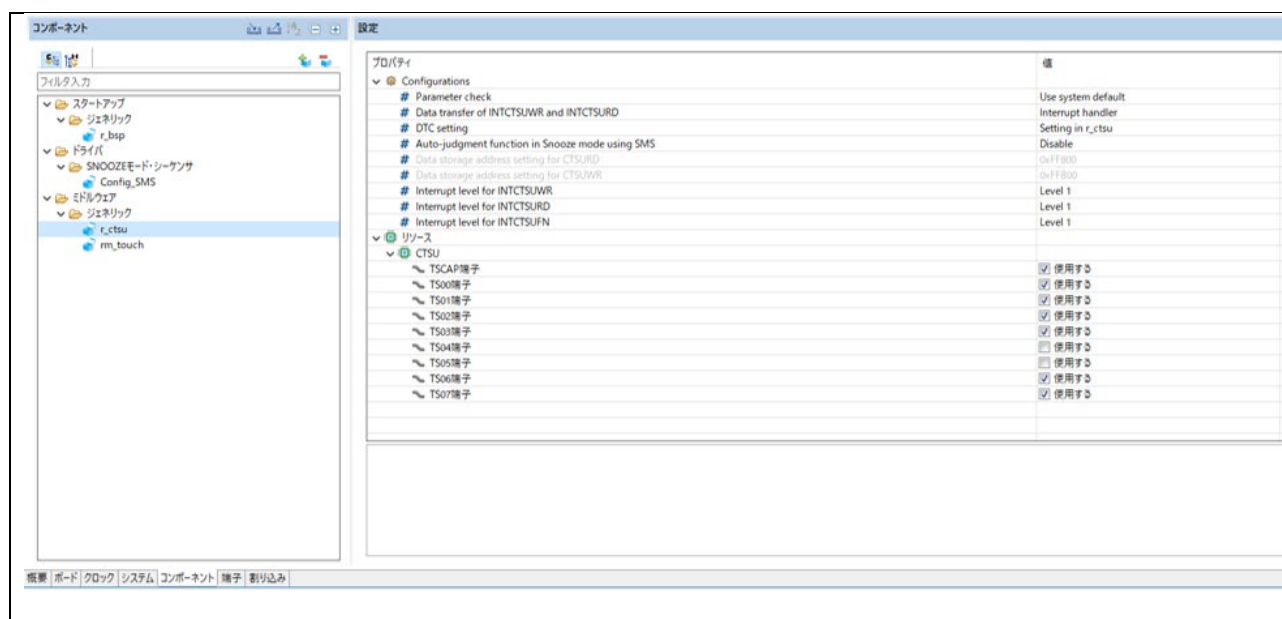 コンポーネント
設定
フィルタ入力
スタートアップ
ジェネリック
r_bsp
ドライバ
SNOOZEモード・シーケンサ
Config_SMS
ミドルウェア
ジェネリック
r_ctsu
rm_touch
プロパティ 値
Configurations
Parameter check Use system default
Data transfer of INTCTSUWR and INTCTSURD Interrupt handler
DTC setting Setting in r_ctsu
Auto-judgment function in Snooze mode using SMS Disable
Data storage address setting for CTSURD 0xFF800
Data storage address setting for CTSUWR 0xFF800
Interrupt level for INTCTSUWR Level 1
Interrupt level for INTCTSURD Level 1
Interrupt level for INTCTSUFN Level 1
リソース
CTSU
TSCAP端子 使用する
TS00端子 使用する
TS01端子 使用する
TS02端子 使用する
TS03端子 使用する
TS04端子 使用する
TS05端子 使用する
TS06端子 使用する
TS07端子 使用する
概要 ボード クロック システム コンポーネント 端子 割り込み